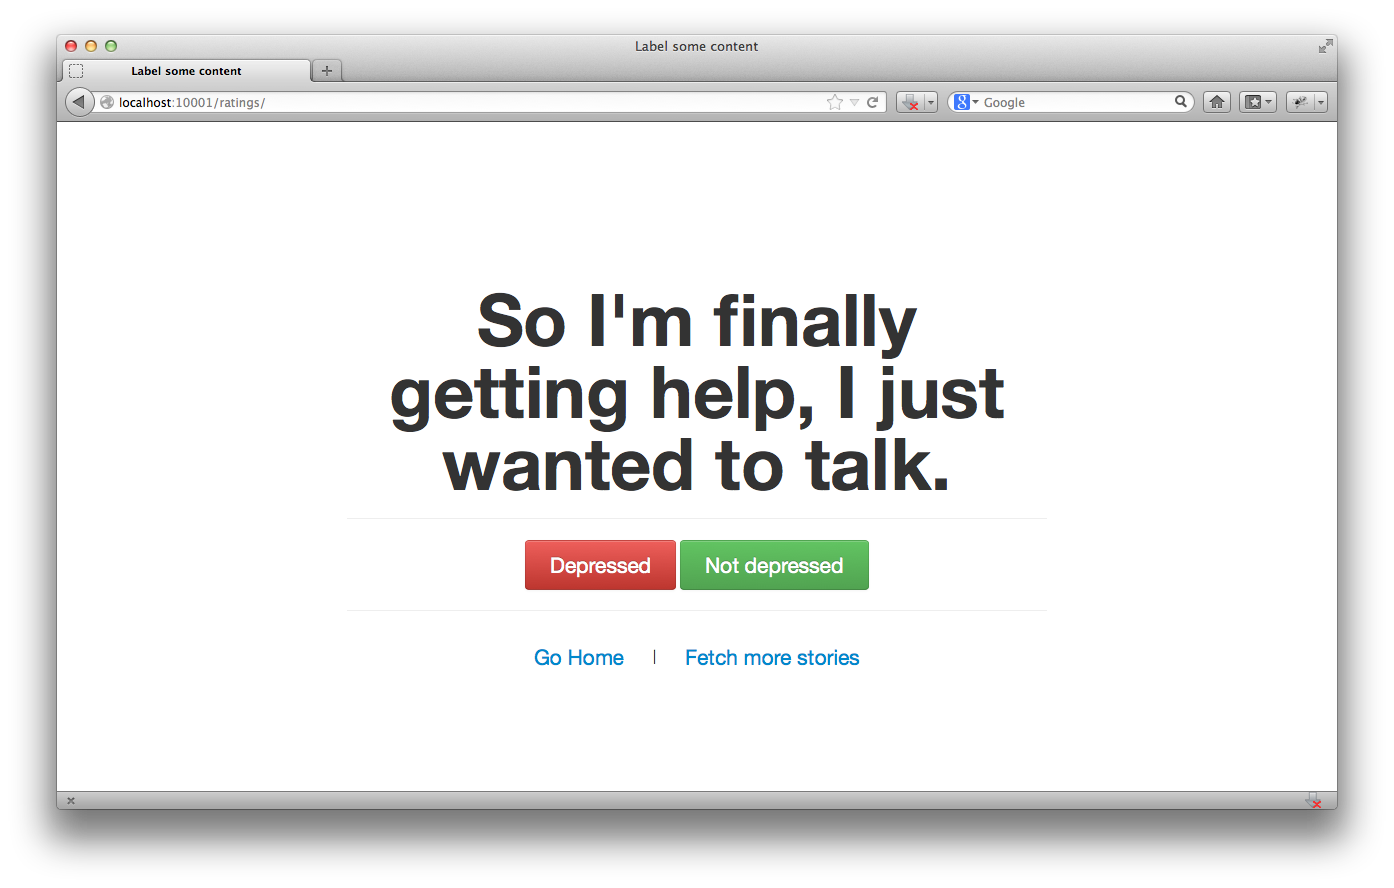 Label some content
Label some content
localhost:10001/ratings/
Google
So I'm finally
getting help, I just
wanted to talk.
Depressed
Not depressed
Go Home | Fetch more stories